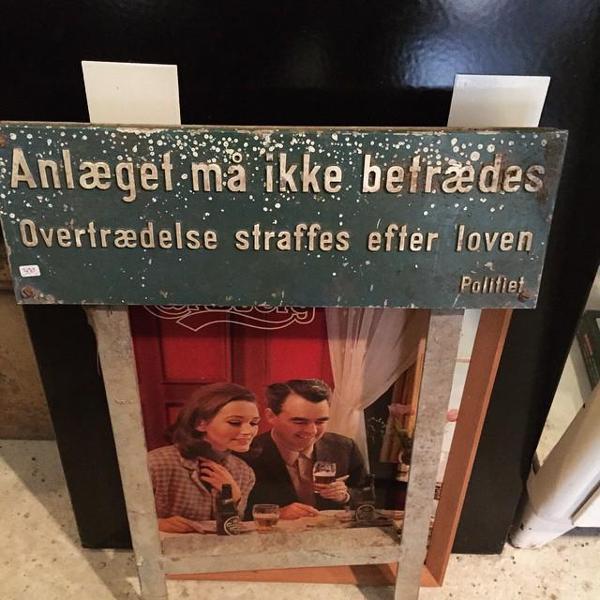 Anlæget må ikke betrædes
Overtrædelse straffes efter loven
Politiet